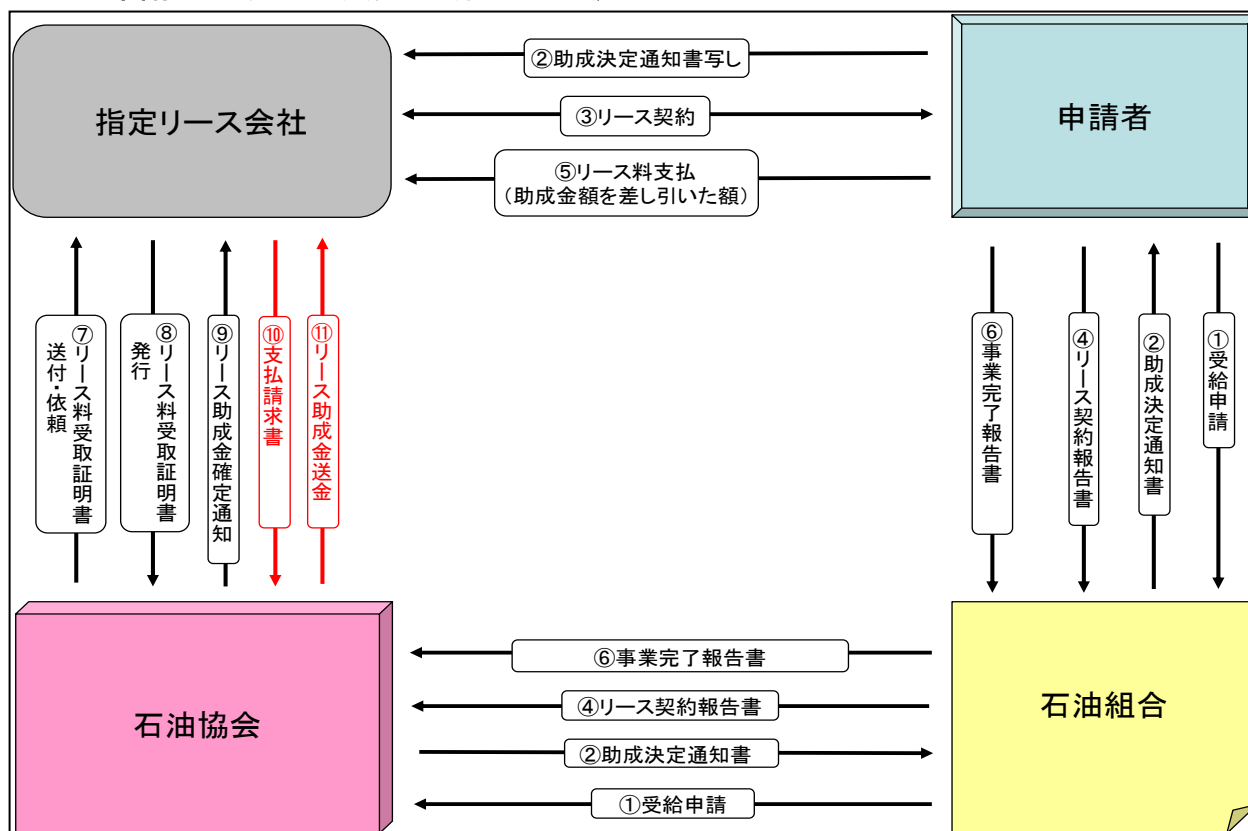 ②助成決定通知書写し
指定リース会社
③リース契約
申請者
⑤リース料支払
(助成金額を差し引いた額)
⑦リース料受取証明書
送付・依頼
⑧リース料受取証明書
発行
⑨リース助成金確定通知
⑩支払請求書
⑪リース助成金送金
⑥事業完了報告書
④リース契約報告書
②助成決定通知書
①受給申請
⑥事業完了報告書
④リース契約報告書
②助成決定通知書
①受給申請
石油協会
石油組合